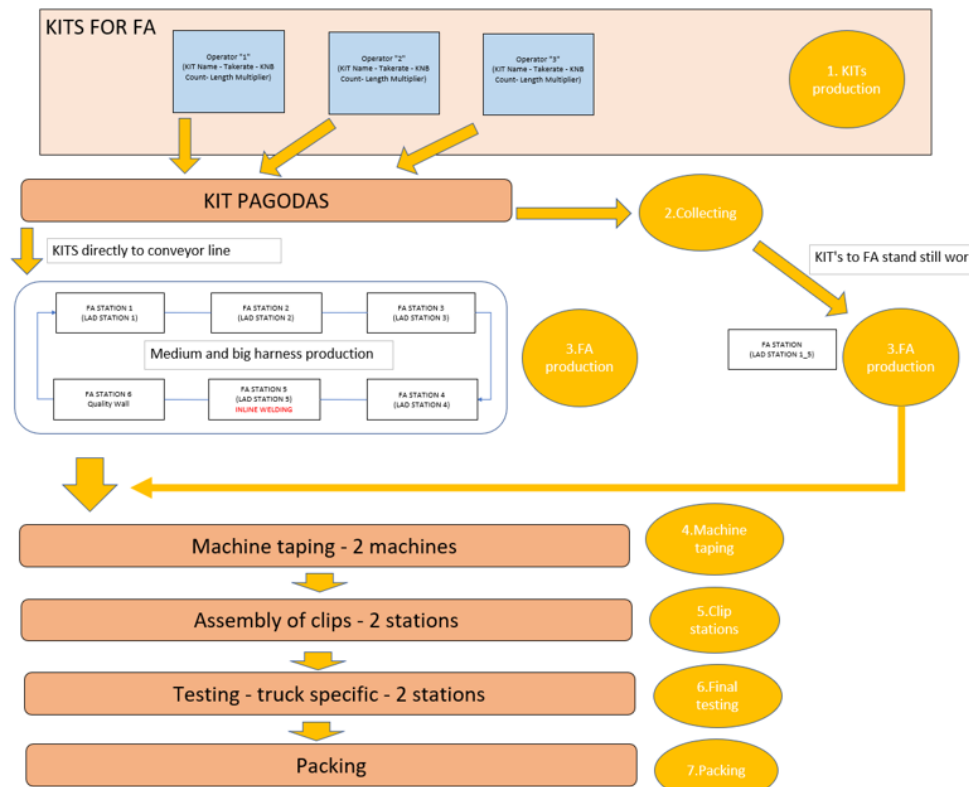 KITS FOR FA
Operator "1"
(KIT Name - Takerate - KNB
Count- Length Multiplier)
Operator "2"
(KIT Name - Takerate - KNB
Count- Length Multiplier)
Operator "3"
(KIT Name - Takerate - KNB
Count- Length Multiplier)
1. KITs
production
KIT PAGODAS
2.Collecting
KITS directly to conveyor line
KIT's to FA stand still wor
FA STATION 1
(LAD STATION 1)
FA STATION 2
(LAD STATION 2)
FA STATION 3
(LAD STATION 3)
Medium and big harness production
FA STATION 6
Quality Wall
FA STATION 5
(LAD STATION 5)
INLINE WELDING
FA STATION 4
(LAD STATION 4)
3.FA
production
FA STATION
(LAD STATION 1_5)
3.FA
production
Machine taping - 2 machines
4.Machine
taping
Assembly of clips - 2 stations
5.Clip
stations
Testing - truck specific - 2 stations
6.Final
testing
Packing
7.Packing